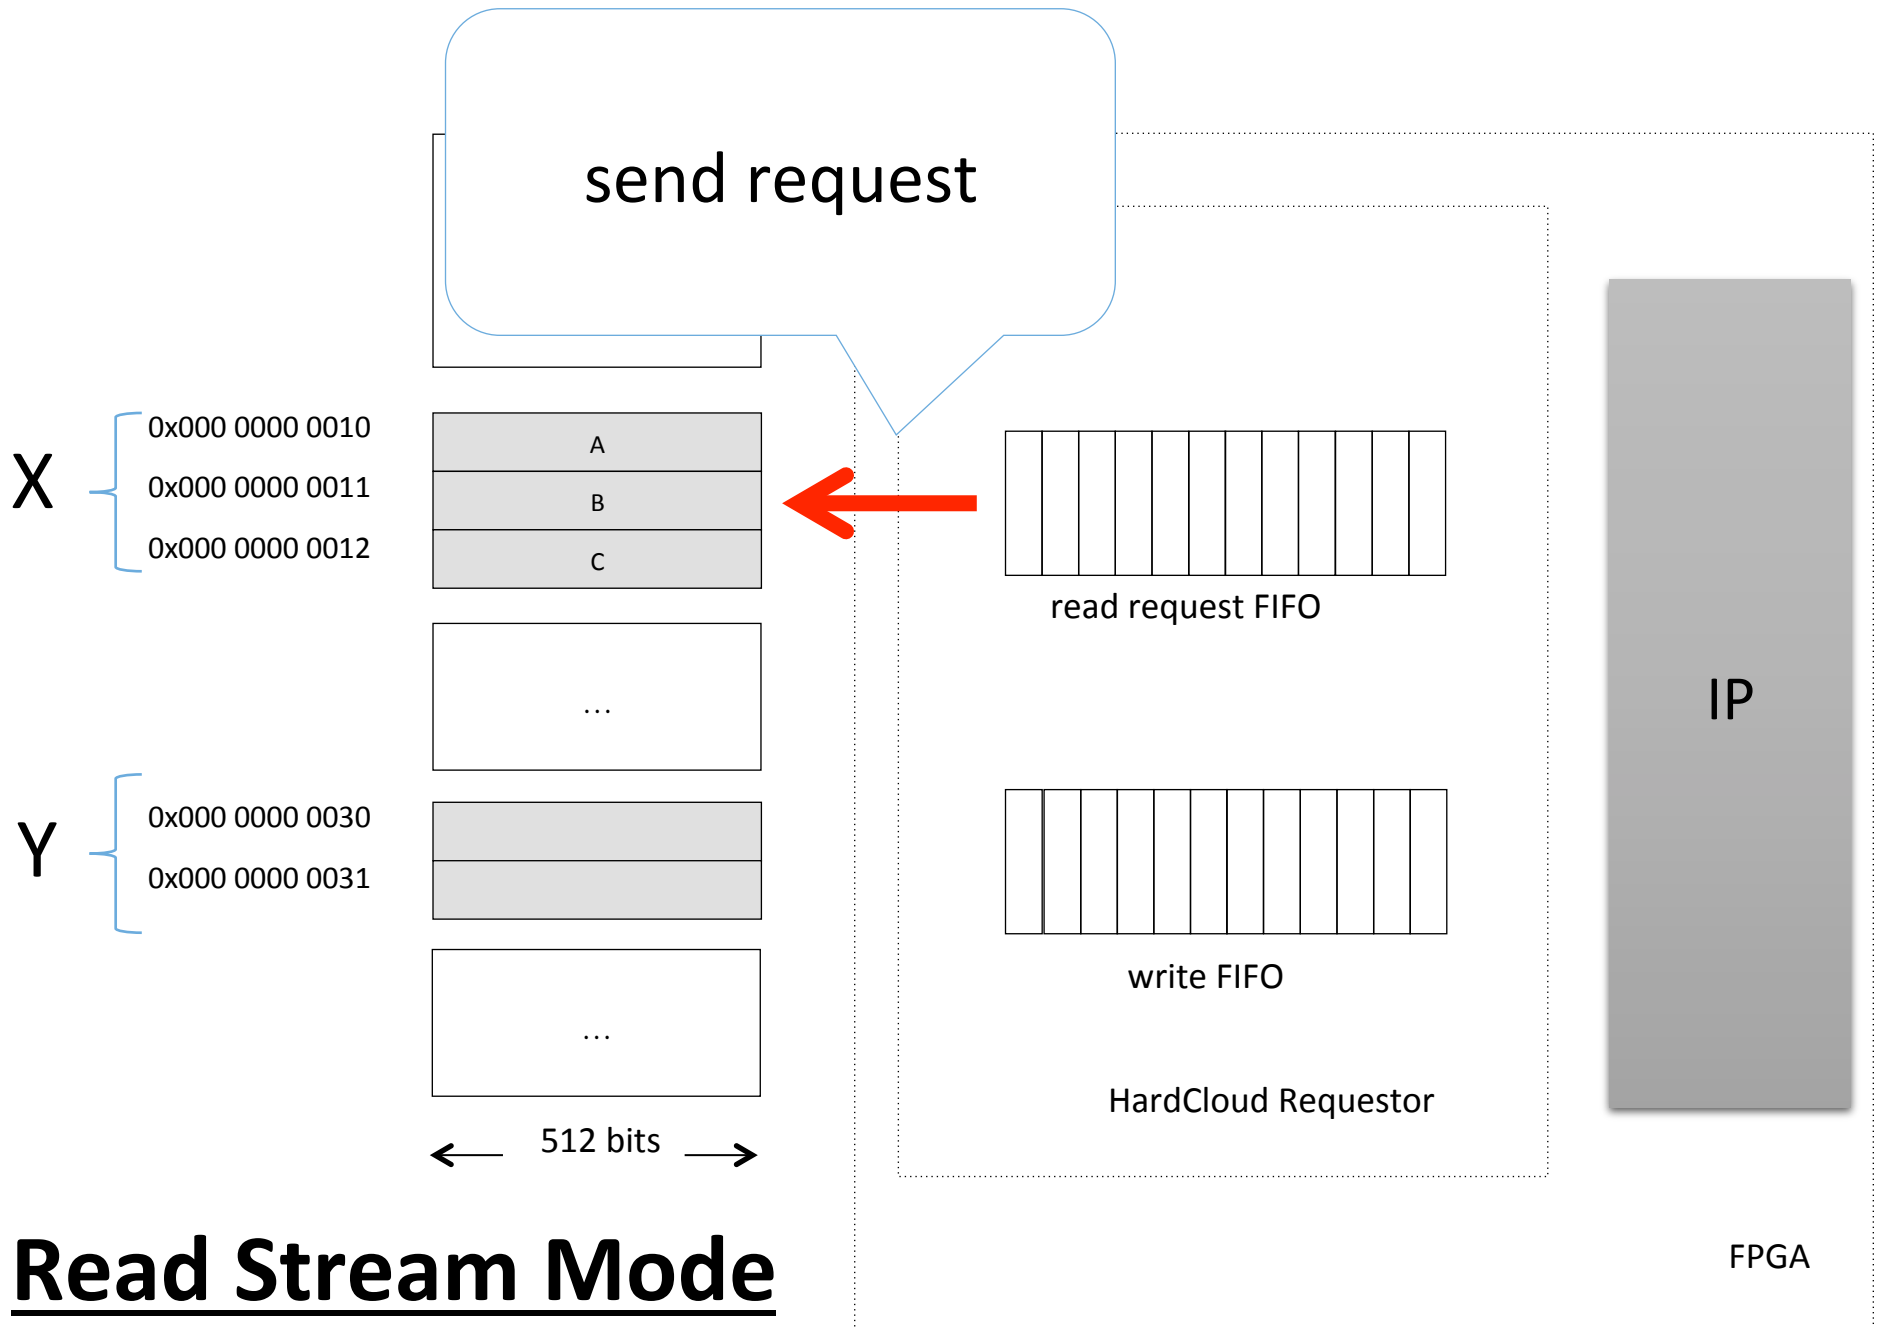 send request
X
0x000 0000 0010
0x000 0000 0011
0x000 0000 0012
A
B
C
read request FIFO
...
IP
Y
0x000 0000 0030
0x000 0000 0031
write FIFO
...
HardCloud Requestor
512 bits
FPGA
Read Stream Mode